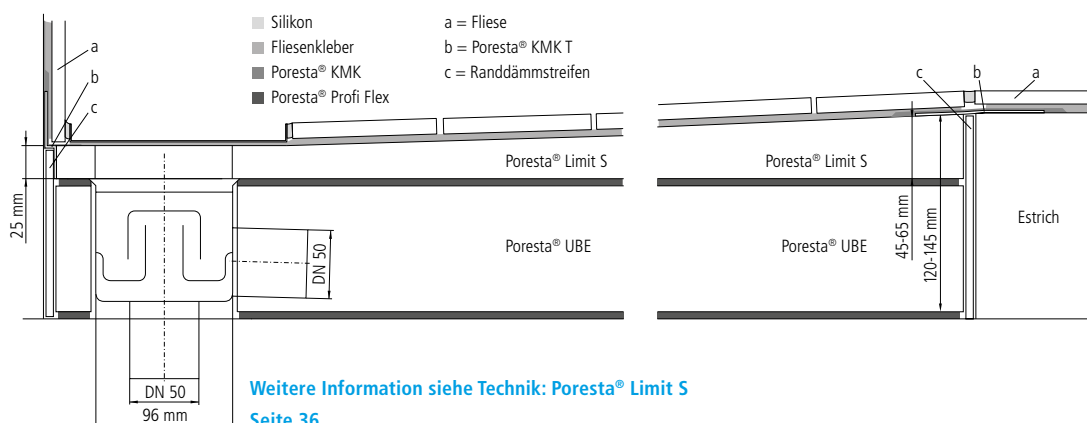 Silikon
Fliesenkleber
Poresta® KMK
Poresta® Profi Flex
a = Fliese
b = Poresta® KMK T
c = Randdämmstreifen
a
b
c
c
b
a
Poresta® Limit S
Poresta® Limit S
25 mm
Poresta® UBE
Poresta® UBE
DN 50
45-65 mm
120-145 mm
Estrich
DN 50
96 mm
Weitere Information siehe Technik: Poresta® Limit S
Seite 36